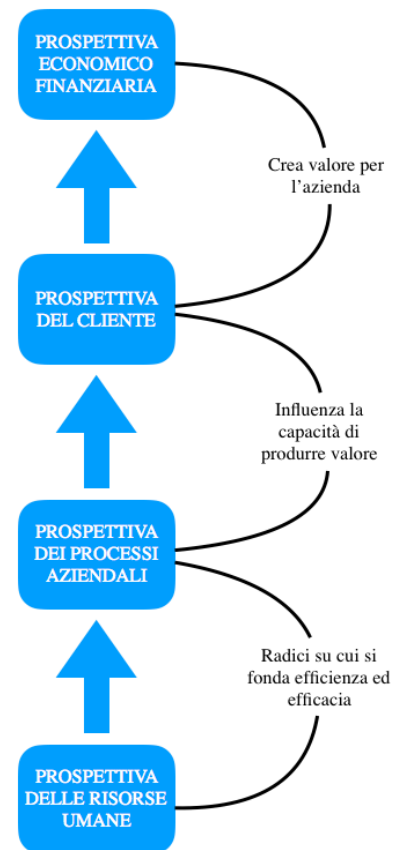 PROSPETTIVA
ECONOMICO
FINANZIARIA
Crea valore per
l’azienda
PROSPETTIVA
DEL CLIENTE
Influenza la
capacità di
produrre valore
PROSPETTIVA
DEI PROCESSI
AZIENDALI
Radici su cui si
fonda efficienza ed
efficacia
PROSPETTIVA
DELLE RISORSE
UMANE